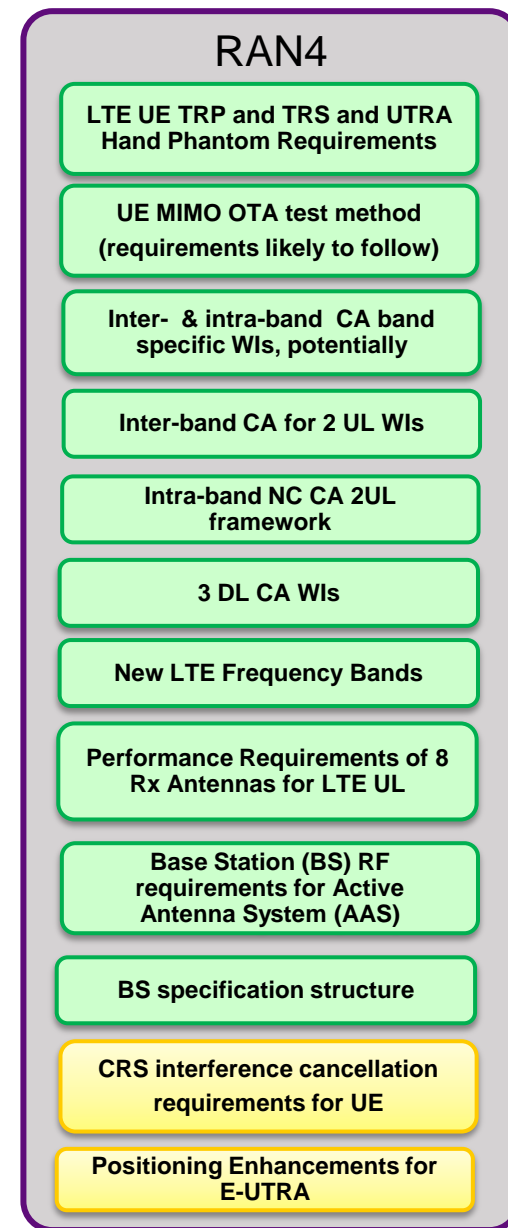 RAN4
LTE UE TRP and TRS and UTRA
Hand Phantom Requirements
UE MIMO OTA test method
(requirements likely to follow)
Inter- & intra-band CA band
specific WIs, potentially
Inter-band CA for 2 UL WIs
Intra-band NC CA 2UL
framework
3 DL CA WIs
New LTE Frequency Bands
Performance Requirements of 8
Rx Antennas for LTE UL
Base Station (BS) RF
requirements for Active
Antenna System (AAS)
BS specification structure
CRS interference cancellation
requirements for UE
Positioning Enhancements for
E-UTRA